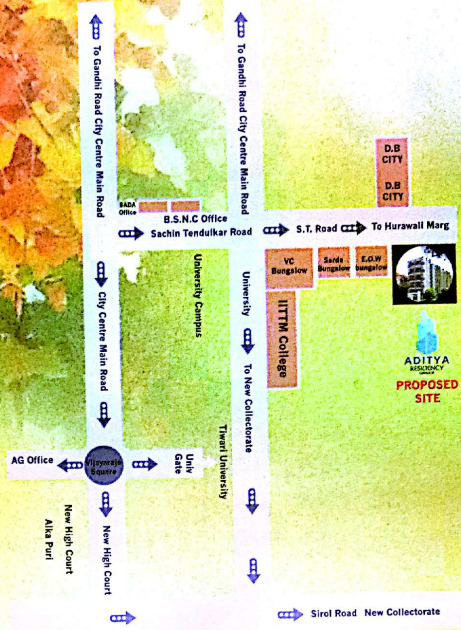 To Gandhi Road City Centre Main Road
To Gandhi Road City Centre Main Road
D.B
CITY
D.B
CITY
BADA
Office
B.S.N.C Office
Sachin Tendulkar Road
S.T. Road
To Hurawali Marg
VC
Bungalow
Sarda
Bungalow
E.O.W
bungalow
University Campus
University
IITTM College
City Centre Main Road
To New Collectorate
ADITYA
RESIDENCY
PROPOSED
SITE
Tiwari University
AG Office
Vijayaraje
Square
Univ
Gate
New High Court
Alka Puri
New High Court
Sirol Road New Collectorate